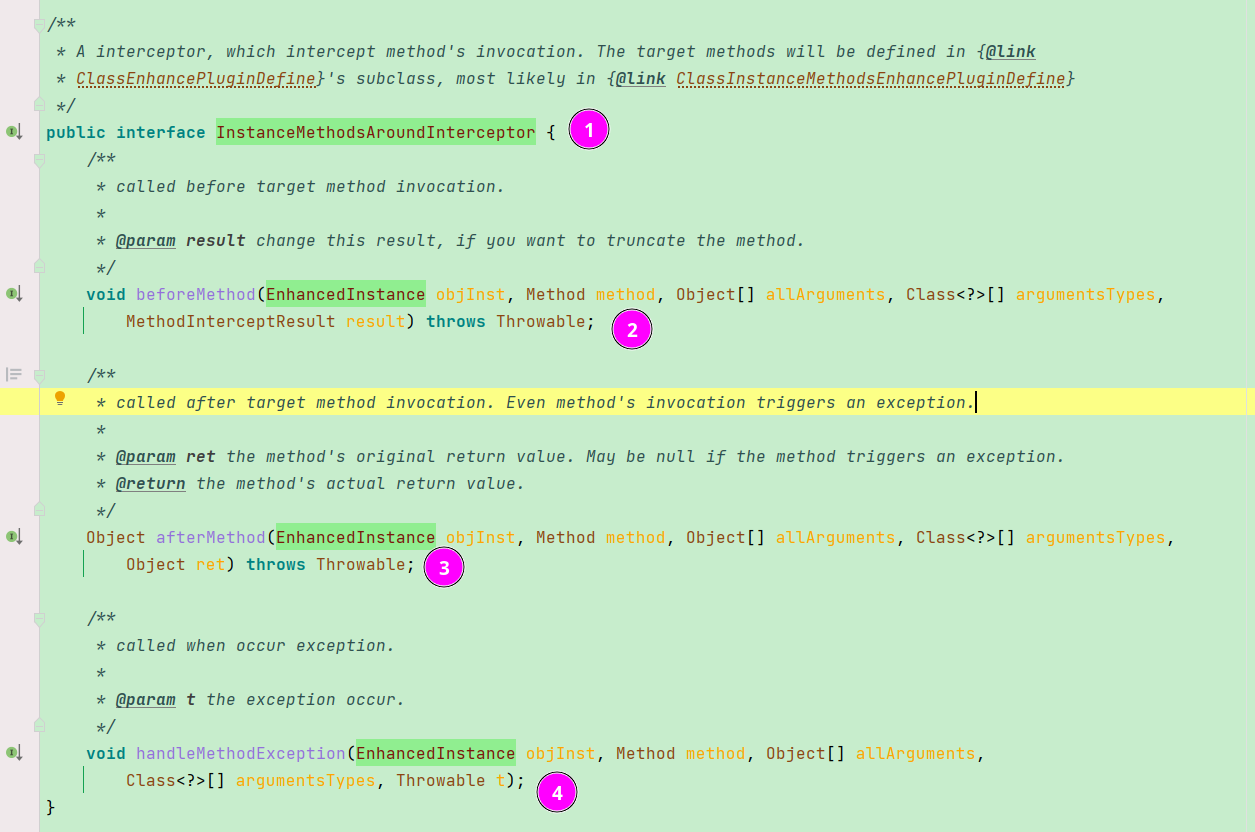 /**
 * A interceptor, which intercept method's invocation. The target methods will be defined in {@link
 * ClassEnhancePluginDefine}'s subclass, most likely in {@link ClassInstanceMethodsEnhancePluginDefine}
 */
public interface InstanceMethodsAroundInterceptor { 1
    /**
     * called before target method invocation.
     *
     * @param result change this result, if you want to truncate the method.
     */
    void beforeMethod(EnhancedInstance objInst, Method method, Object[] allArguments, Class<?>[] argumentsTypes,
        MethodInterceptResult result) throws Throwable; 2

    /**
     * called after target method invocation. Even method's invocation triggers an exception.
     *
     * @param ret the method's original return value. May be null if the method triggers an exception.
     * @return the method's actual return value.
     */
    Object afterMethod(EnhancedInstance objInst, Method method, Object[] allArguments, Class<?>[] argumentsTypes,
        Object ret) throws Throwable; 3

    /**
     * called when occur exception.
     *
     * @param t the exception occur.
     */
    void handleMethodException(EnhancedInstance objInst, Method method, Object[] allArguments,
        Class<?>[] argumentsTypes, Throwable t); 4
}